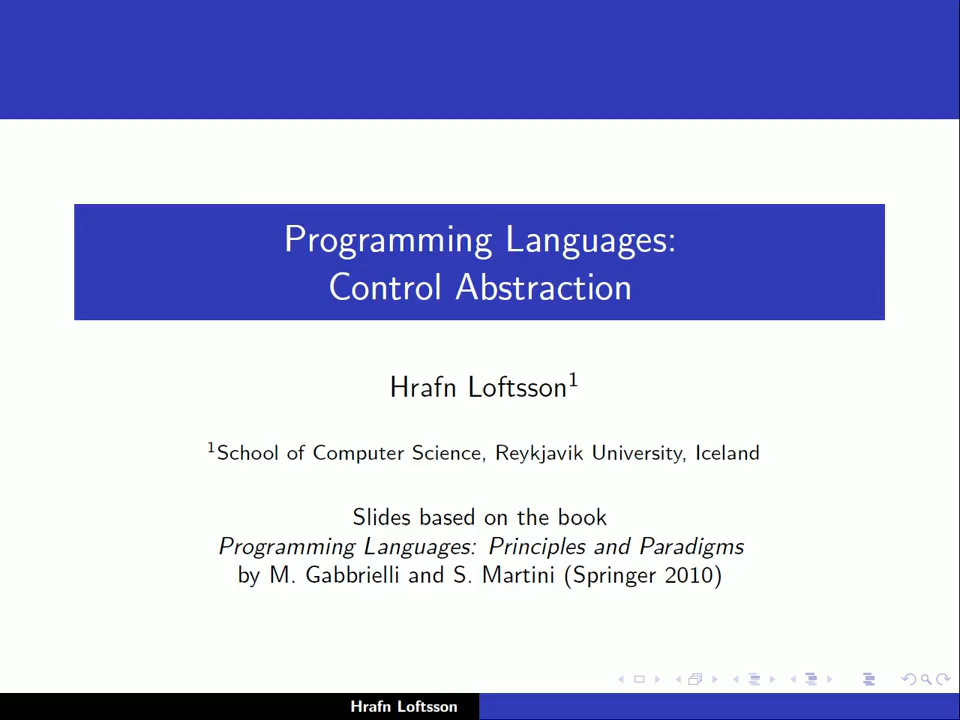 Programming Languages:
Control Abstraction
Hrafn Loftsson¹
¹School of Computer Science, Reykjavik University, Iceland
Slides based on the book
Programming Languages: Principles and Paradigms
by M. Gabbrielli and S. Martini (Springer 2010)
Hrafn Loftsson